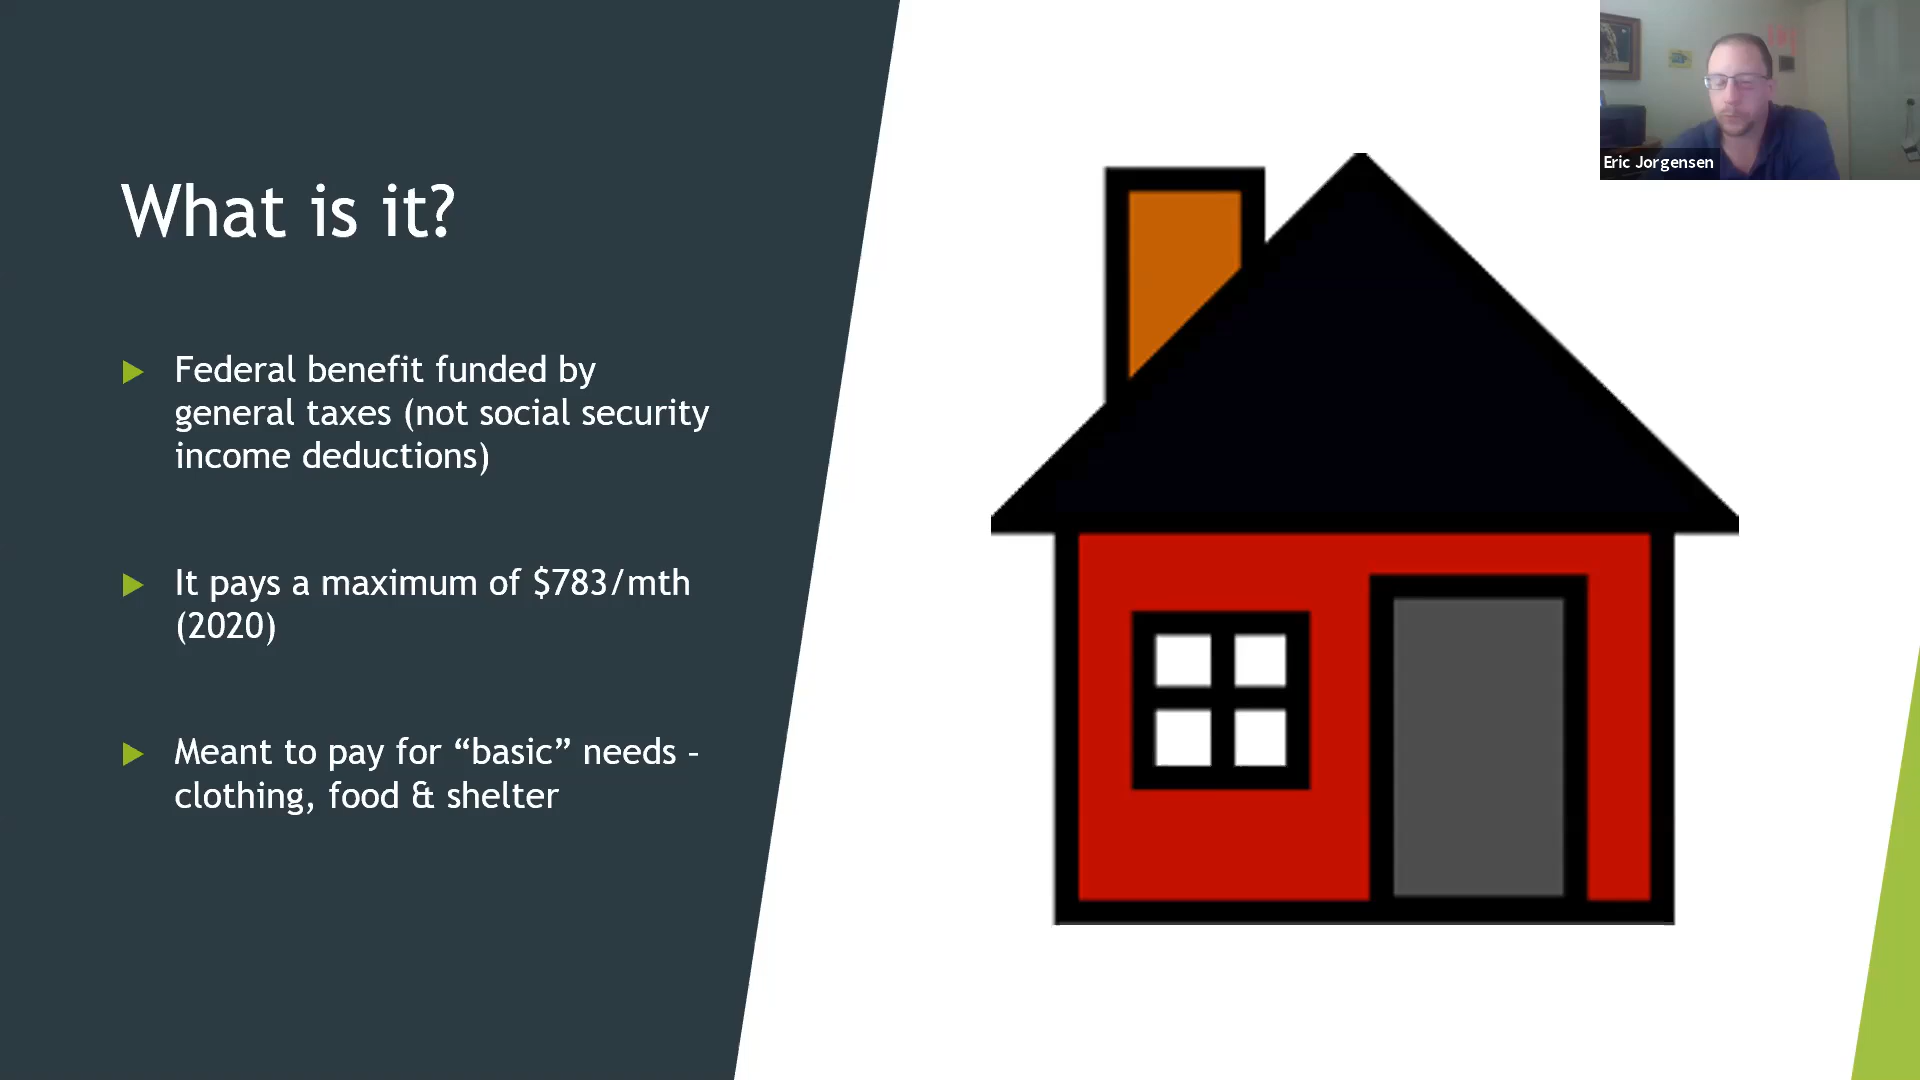 What is it?
Federal benefit funded by
general taxes (not social security
income deductions)
It pays a maximum of $783/mth
(2020)
Meant to pay for “basic” needs –
clothing, food & shelter
Eric Jorgensen